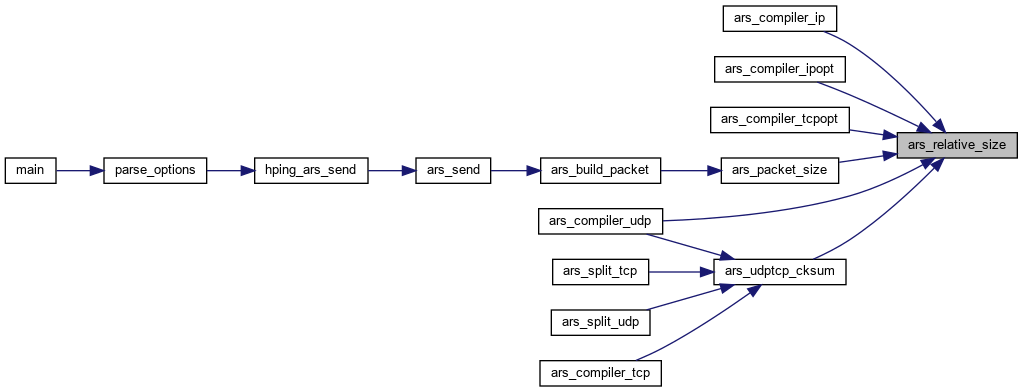 ars_compiler_ip
ars_compiler_ipopt
ars_compiler_tcpopt
ars_relative_size
main
parse_options
hping_ars_send
ars_send
ars_build_packet
ars_packet_size
ars_compiler_udp
ars_split_tcp
ars_udptcp_cksum
ars_split_udp
ars_compiler_tcp